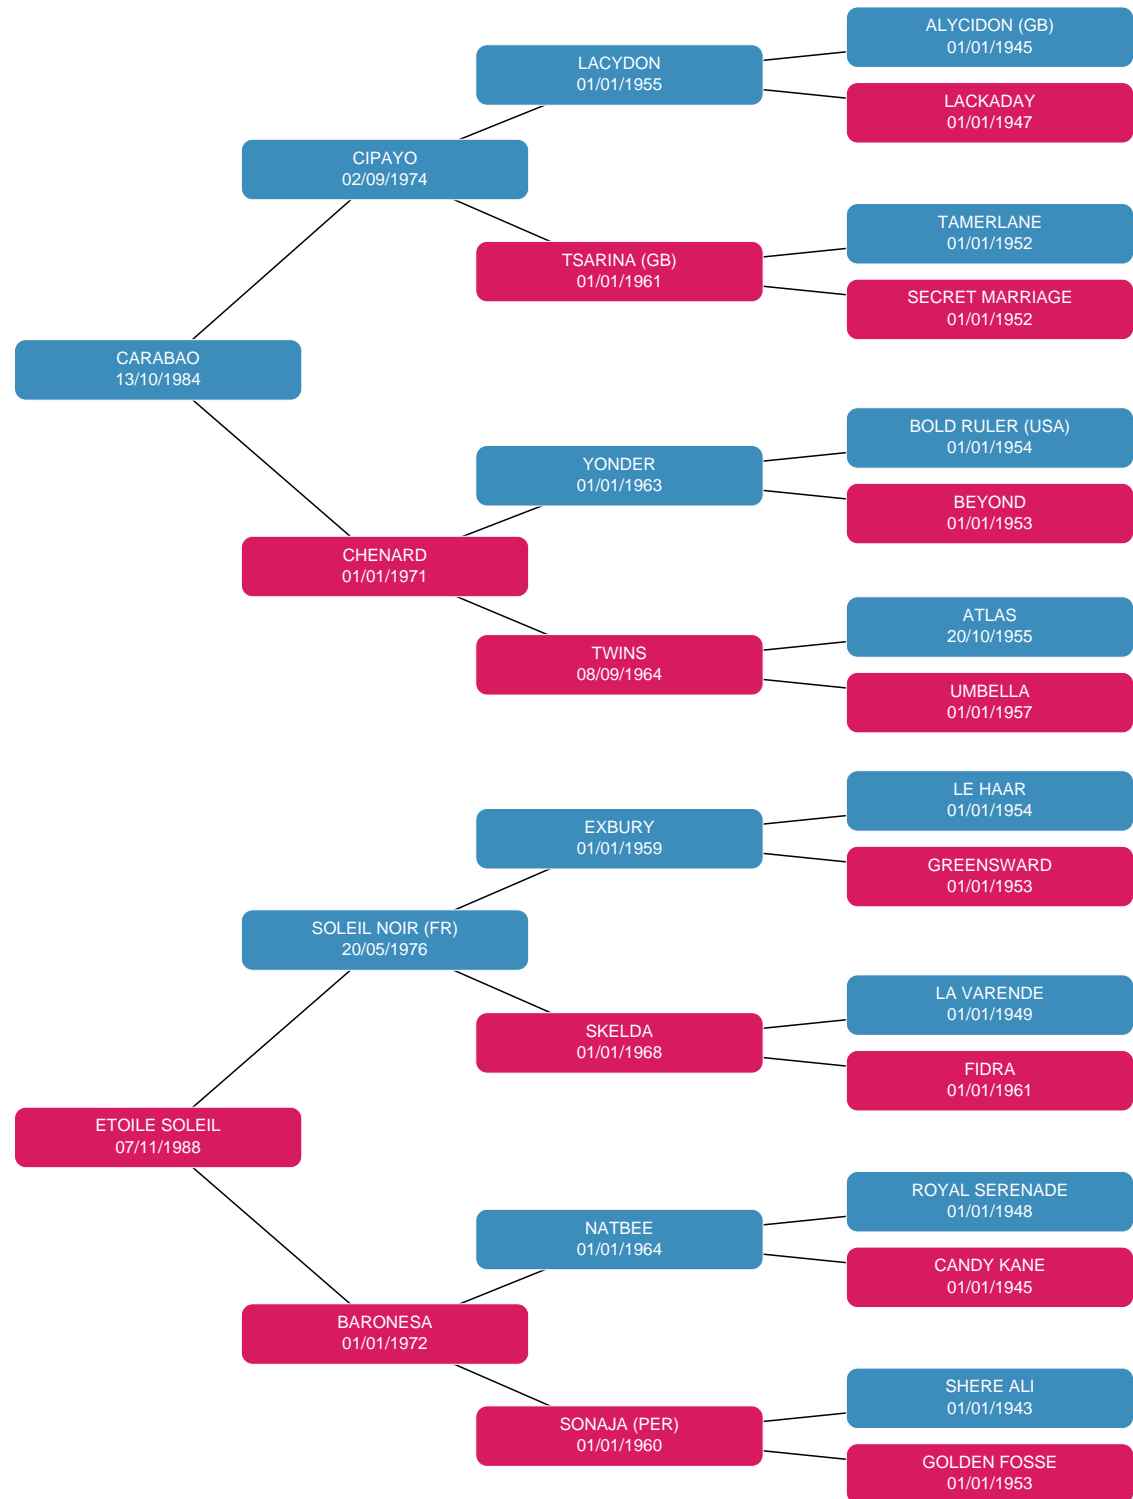 ALYCIDON (GB)
01/01/1945
LACYDON
01/01/1955
LACKADAY
01/01/1947
CIPAYO
02/09/1974
TAMERLANE
01/01/1952
TSARINA (GB)
01/01/1961
SECRET MARRIAGE
01/01/1952
CARABAO
13/10/1984
BOLD RULER (USA)
01/01/1954
YONDER
01/01/1963
BEYOND
01/01/1953
CHENARD
01/01/1971
ATLAS
20/10/1955
TWINS
08/09/1964
UMBELLA
01/01/1957
LE HAAR
01/01/1954
EXBURY
01/01/1959
GREENSWARD
01/01/1953
SOLEIL NOIR (FR)
20/05/1976
LA VARENDE
01/01/1949
SKELDA
01/01/1968
FIDRA
01/01/1961
ETOILE SOLEIL
07/11/1988
ROYAL SERENADE
01/01/1948
NATBEE
01/01/1964
CANDY KANE
01/01/1945
BARONESA
01/01/1972
SHERE ALI
01/01/1943
SONAJA (PER)
01/01/1960
GOLDEN FOSSE
01/01/1953